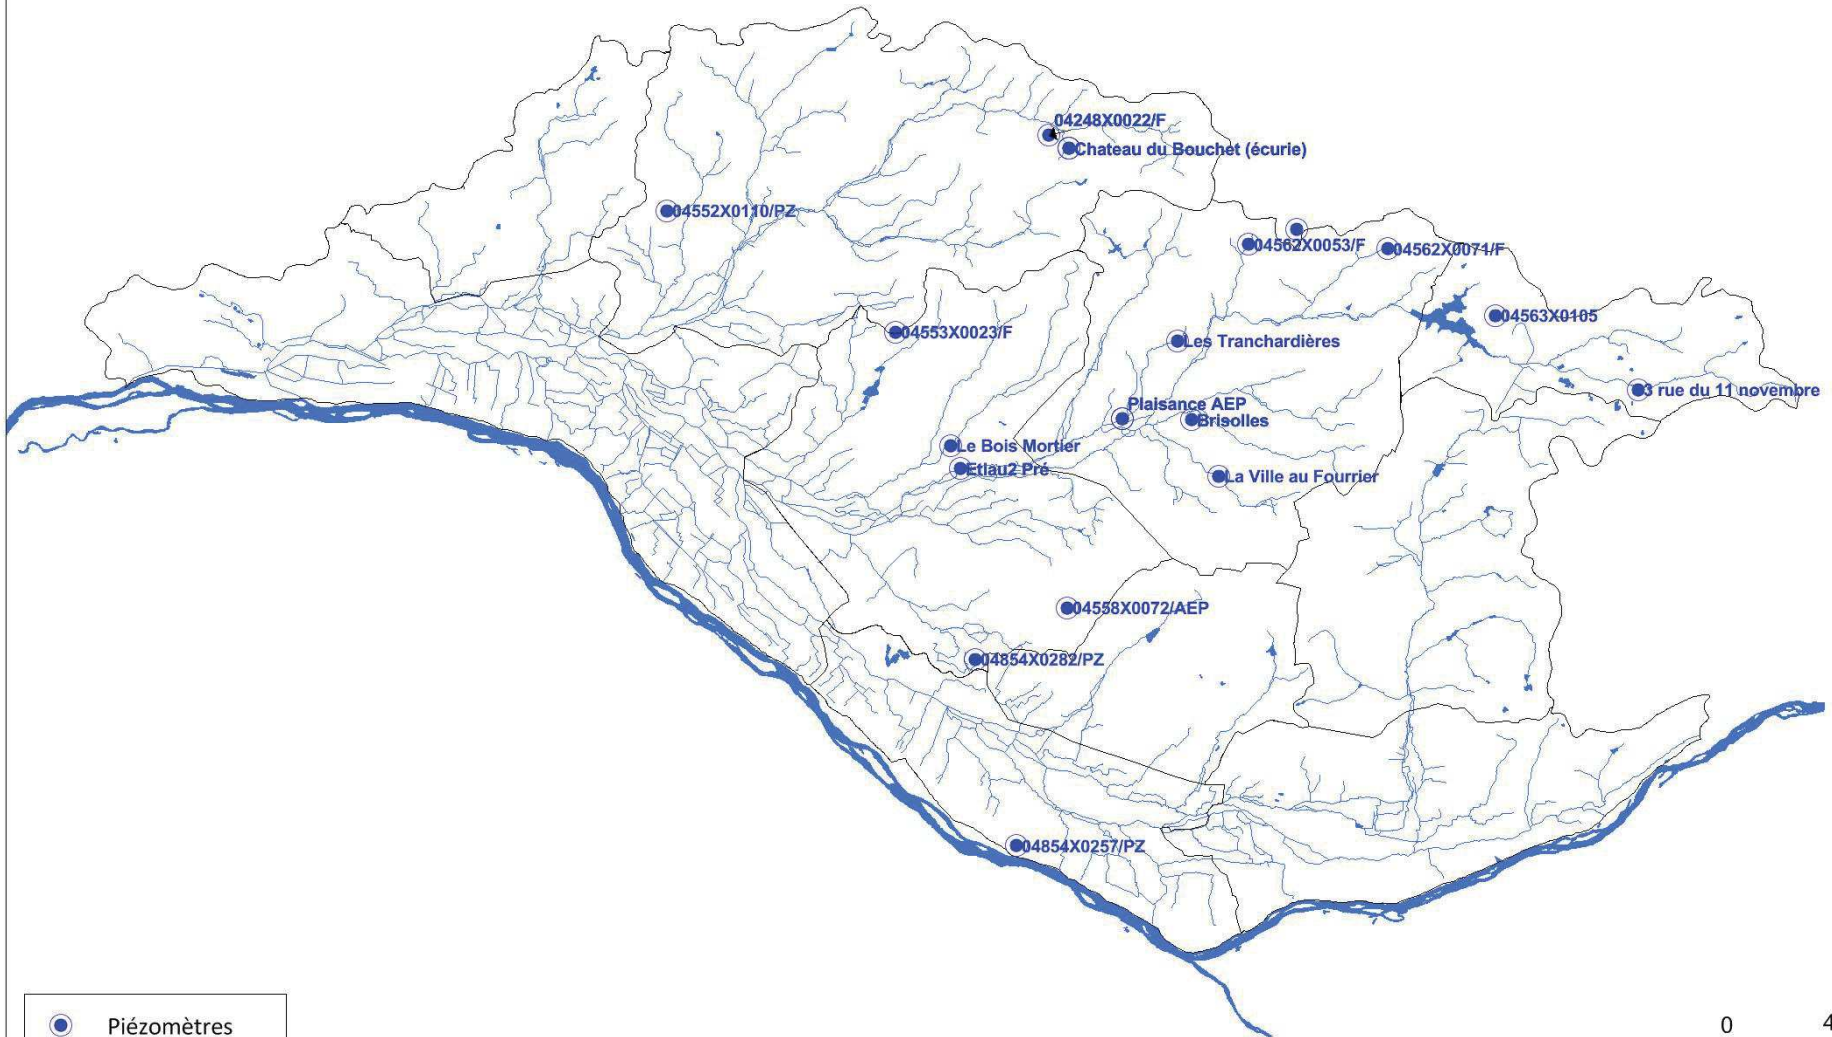 04248X0022/F
Chateau du Bouchet (écurie)
04552X0110/PZ
04562X0053/F
04562X0071/F
04563X0105
04553X0023/F
Les Tranchardières
3 rue du 11 novembre
Plaisance AEP
Brisolles
Le Bois Mortier
Etlau2 Pré
La Ville au Fourrier
04558X0072/AEP
04854X0282/PZ
04854X0257/PZ
Piézomètres
0 4